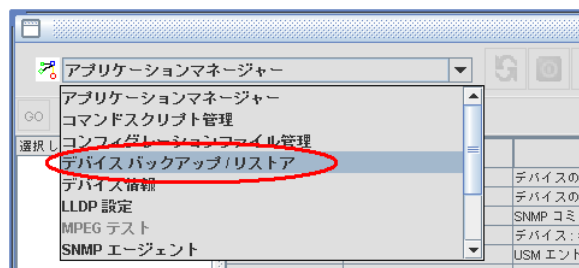 アプリケーションマネージャー
GO
アプリケーションマネージャー
コマンドスクリプト管理
選択し
コンフィグレーションファイル管理
デバイス バックアップ / リストア
デバイス情報
デバイスの
LLDP 設定
デバイスの
MPEG テスト
SNMP コミ
SNMP エージェント
デバイス:
USM エント